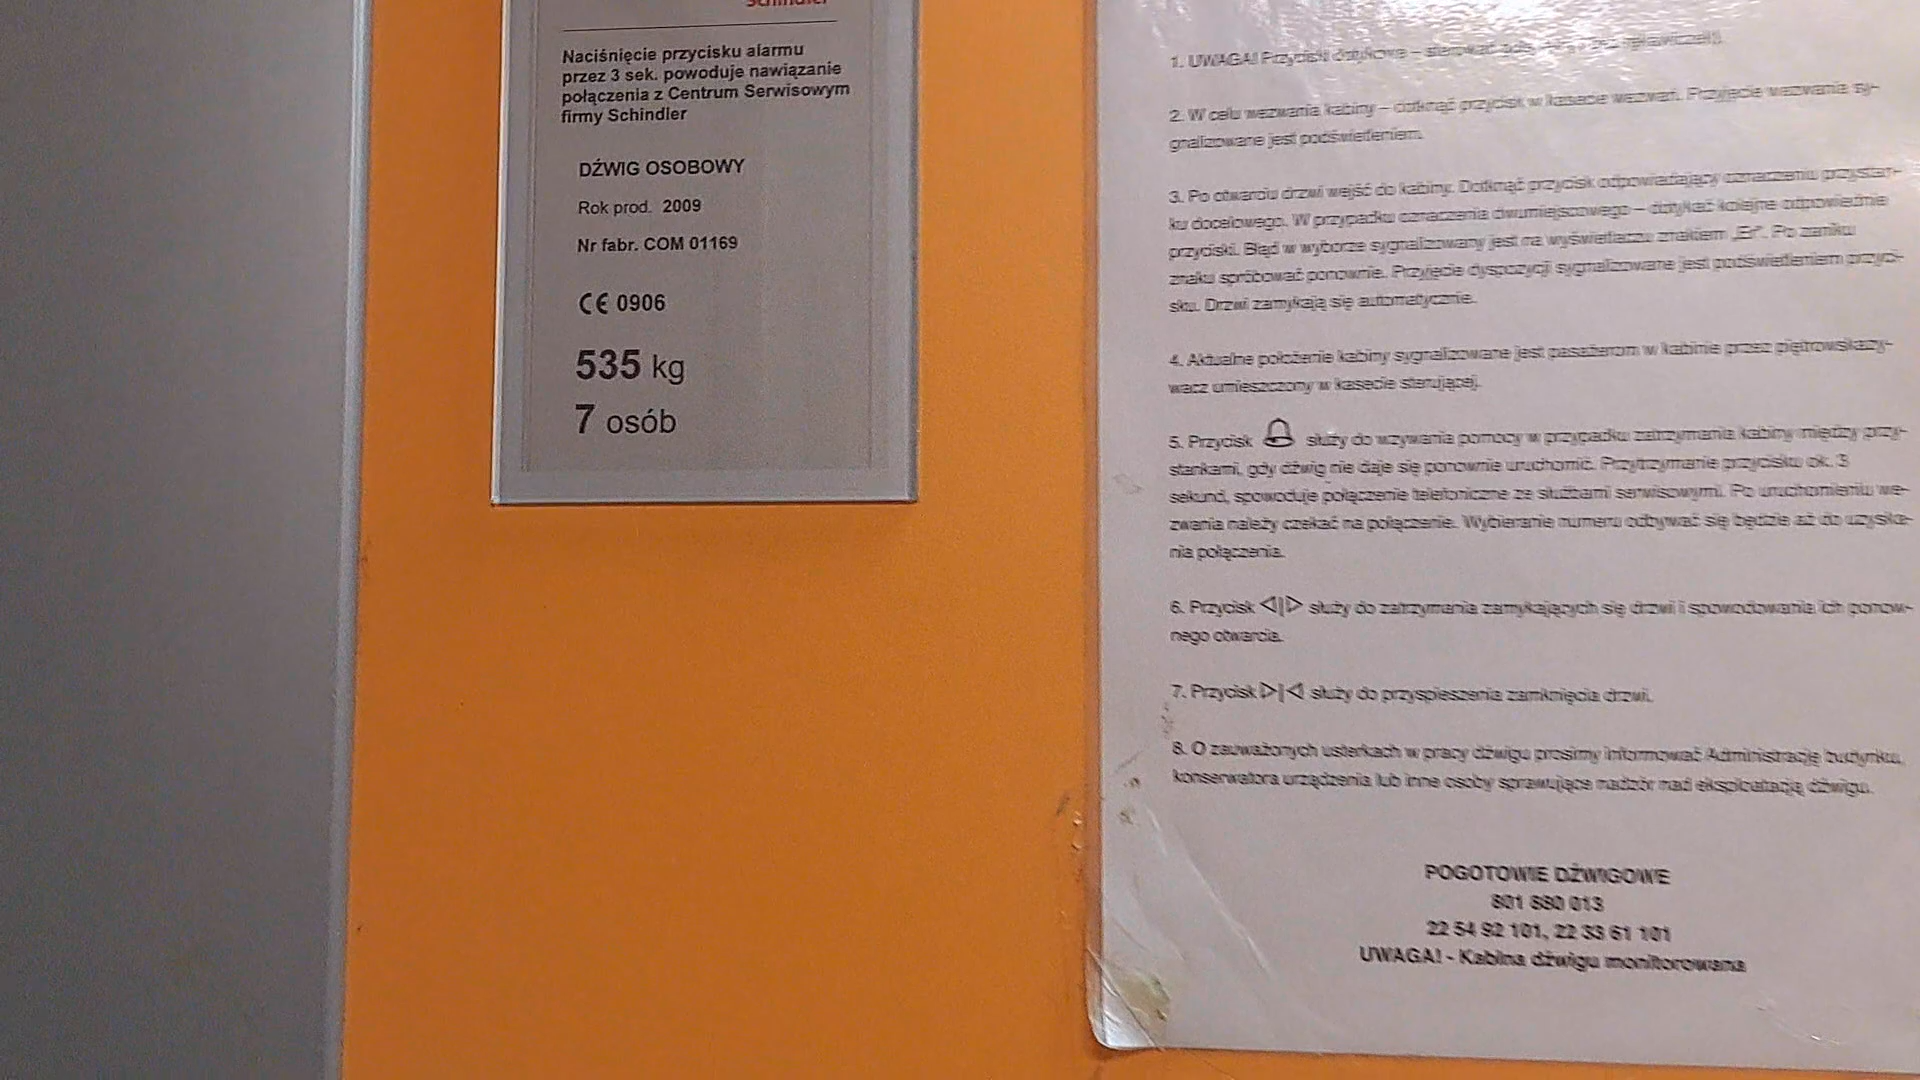 Schindler
Naciśnięcie przycisku alarmu
przez 3 sek. powoduje nawiązanie
połączenia z Centrum Serwisowym
firmy Schindler
DŹWIG OSOBOWY
Rok prod. 2009
Nr fabr. COM 01169
CE 0906
535 kg
7 osób
1. UWAGA! Przyciski dotykowe – sterować
2. W celu wezwania kabiny – dotknąć przycisk w kasecie wezwań. Przyjęcie wezwania sy-
gnalizowane jest podświetleniem.
3. Po otwarciu drzwi wejść do kabiny. Dotknąć przycisk odpowiadający oznaczeniu przystan-
ku docelowego. W przypadku oznaczenia dwumiejscowego – dotykać kolejne odpowiednie
przyciski. Błąd w wyborze sygnalizowany jest na wyświetlaczu znakiem „Er”. Po zaniku
znaku spróbować ponownie. Przyjęcie dyspozycji sygnalizowane jest podświetleniem przyci-
sku. Drzwi zamykają się automatycznie.
4. Aktualne położenie kabiny sygnalizowane jest pasażerom w kabinie przez piętrowskazy-
wacz umieszczony w kasecie sterującej.
5. Przycisk służy do wzywania pomocy w przypadku zatrzymania kabiny między przy-
stankami, gdy dźwig nie daje się ponownie uruchomić. Przytrzymanie przycisku ok. 3
sekund, spowoduje połączenie telefoniczne ze służbami serwisowymi. Po uruchomieniu we-
zwania należy czekać na połączenie. Wybieranie numeru odbywać się będzie aż do uzyska-
nia połączenia.
6. Przycisk ◁|▷ służy do zatrzymania zamykających się drzwi i spowodowania ich ponow-
nego otwarcia.
7. Przycisk ▷|◁ służy do przyspieszenia zamknięcia drzwi.
8. O zauważonych usterkach w pracy dźwigu prosimy informować Administrację budynku,
konserwatora urządzenia lub inne osoby sprawujące nadzór nad eksploatacją dźwigu.
POGOTOWIE DŹWIGOWE
801 880 013
22 54 92 101, 22 33 61 101
UWAGA! - Kabina dźwigu monitorowana